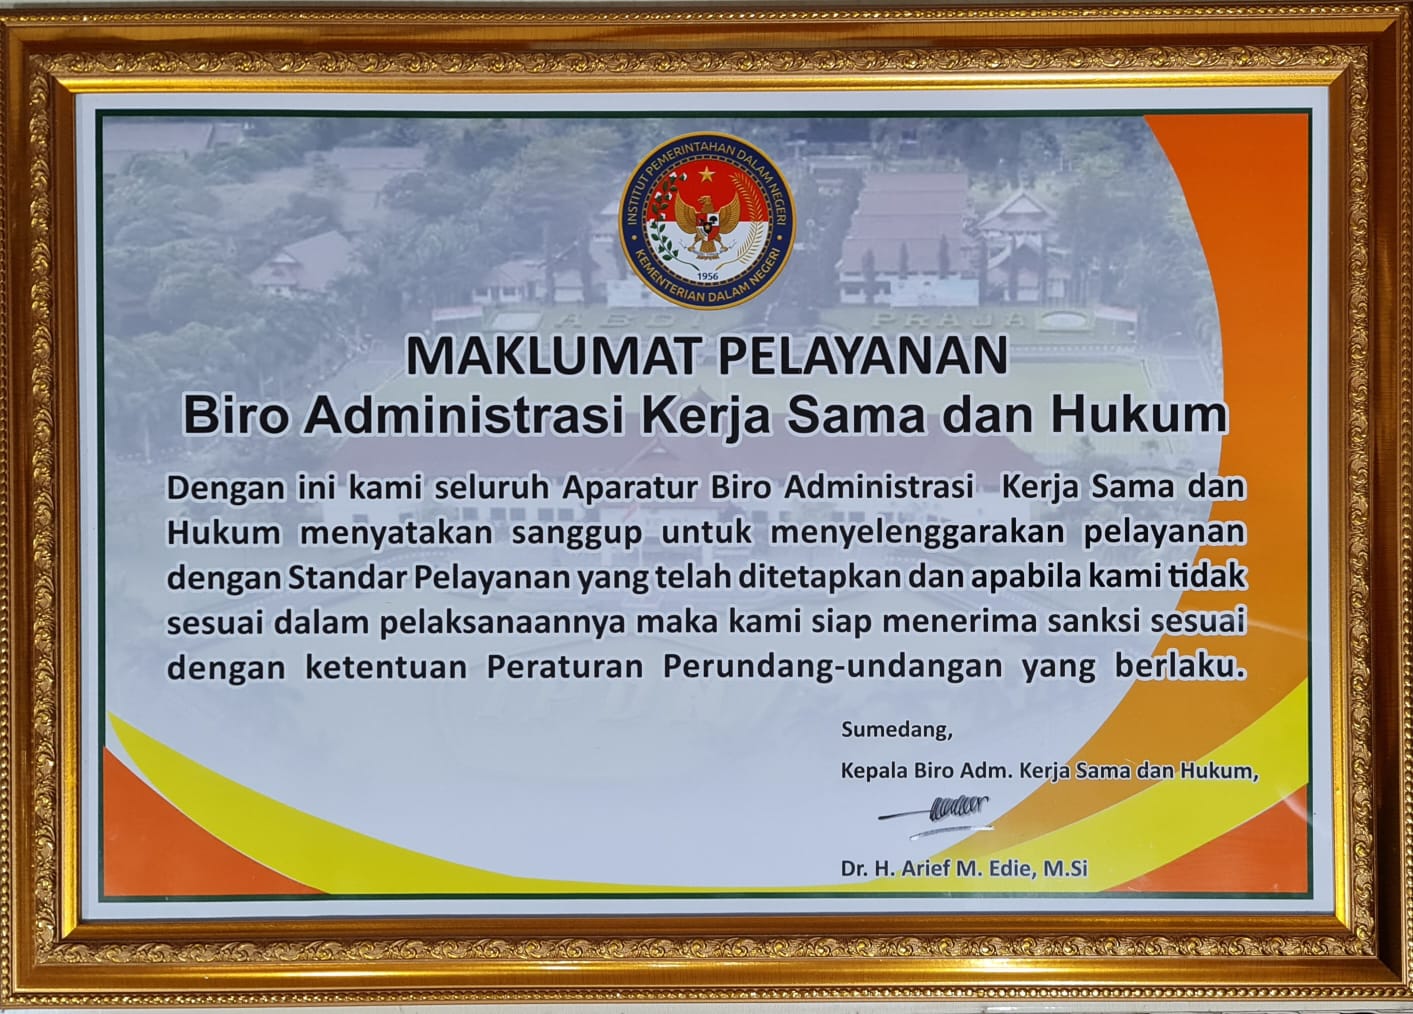 INSTITUT PEMERINTAHAN DALAM NEGERI
KEMENTERIAN DALAM NEGERI
1956
ABDI PRAJA
MAKLUMAT PELAYANAN
Biro Administrasi Kerja Sama dan Hukum
Dengan ini kami seluruh Aparatur Biro Administrasi Kerja Sama dan
Hukum menyatakan sanggup untuk menyelenggarakan pelayanan
dengan Standar Pelayanan yang telah ditetapkan dan apabila kami tidak
sesuai dalam pelaksanaannya maka kami siap menerima sanksi sesuai
dengan ketentuan Peraturan Perundang-undangan yang berlaku.
Sumedang,
Kepala Biro Adm. Kerja Sama dan Hukum,
Dr. H. Arief M. Edie, M.Si